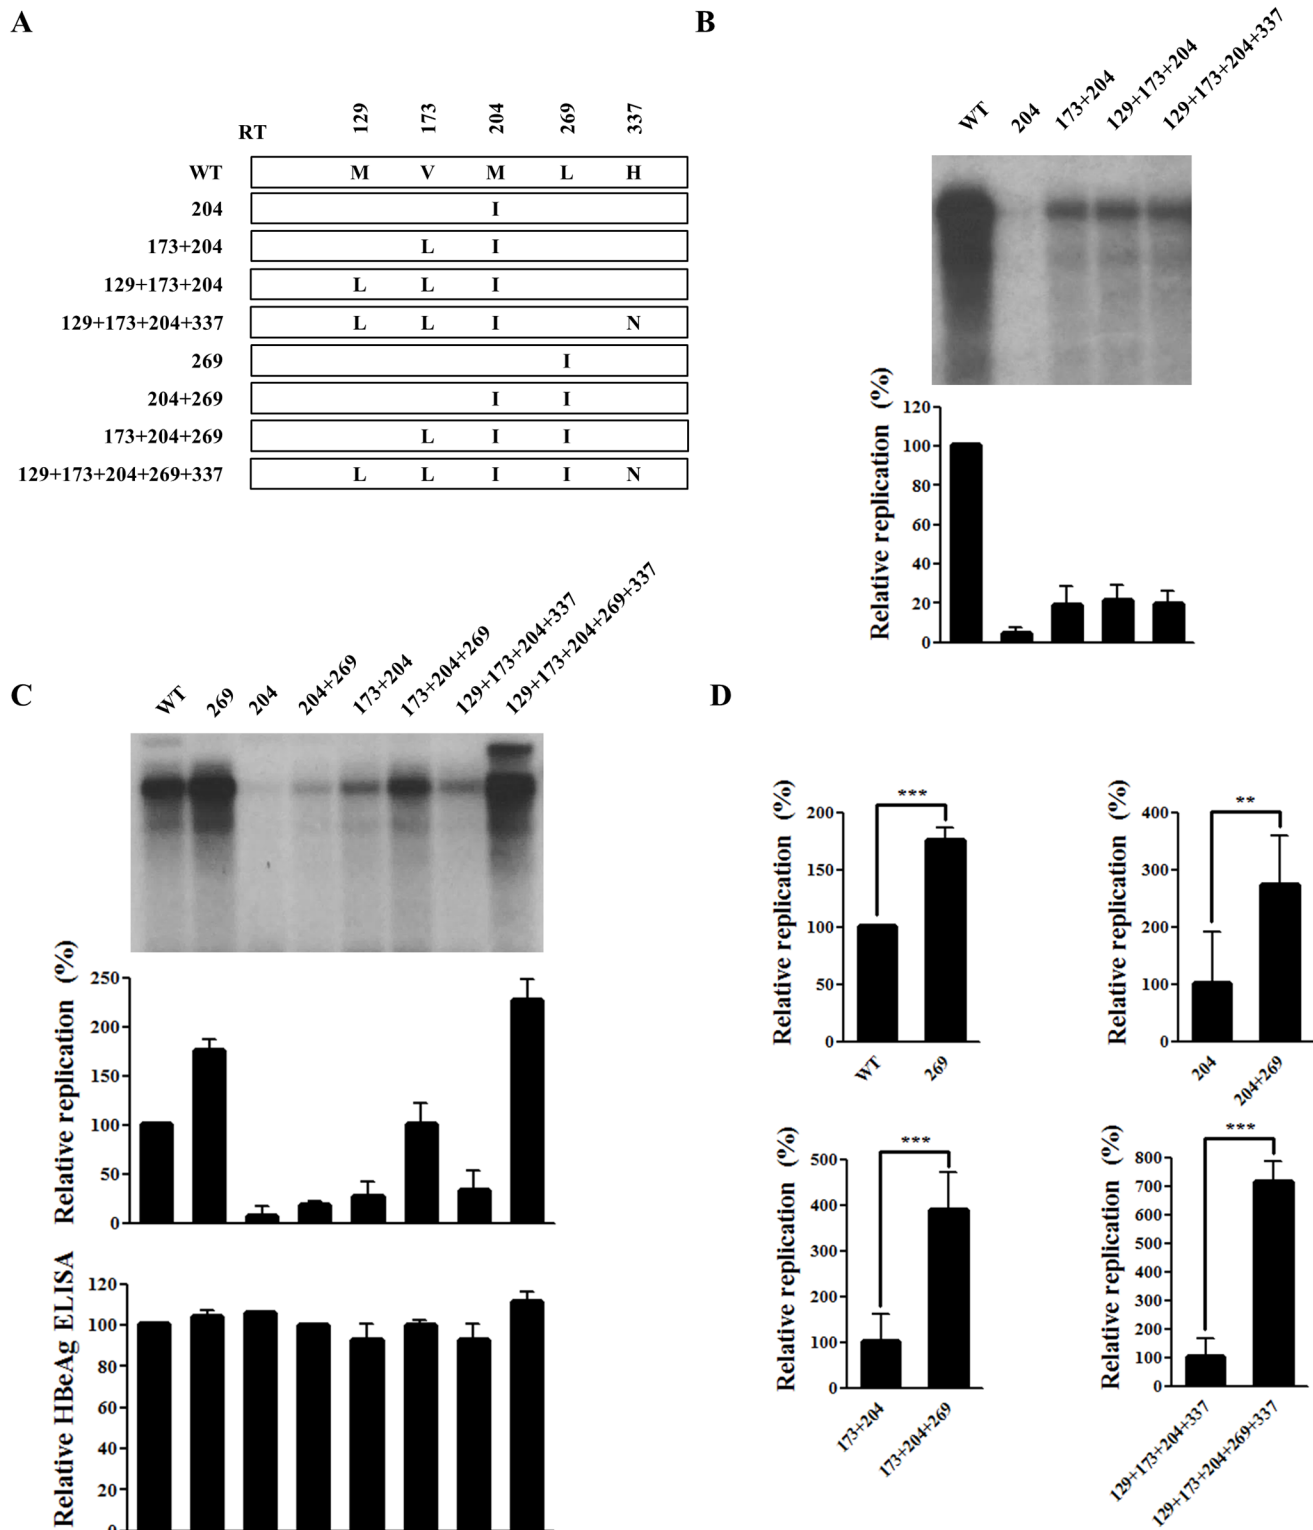 A
RT 129 173 204 269 337
WT M V M L H
204 I
173+204 L I
129+173+204 L L I
129+173+204+337 L L I N
269 I
204+269 I I
173+204+269 L I I
129+173+204+269+337 L L I I N
B
WT 204 173+204 129+173+204 129+173+204+337
Relative replication (%)
120
100
80
60
40
20
0
C
WT 269 204 204+269 173+204 173+204+269 129+173+204+337 129+173+204+269+337
Relative replication (%)
250
200
150
100
50
0
Relative HBeAg ELISA
120
100
80
60
40
20
0
D
Relative replication (%)
200
150
100
50
0
***
WT 269
Relative replication (%)
400
300
200
100
0
**
204 204+269
Relative replication (%)
500
400
300
200
100
0
***
173+204 173+204+269
Relative replication (%)
800
700
600
500
400
300
200
100
0
***
129+173+204+337 129+173+204+269+337